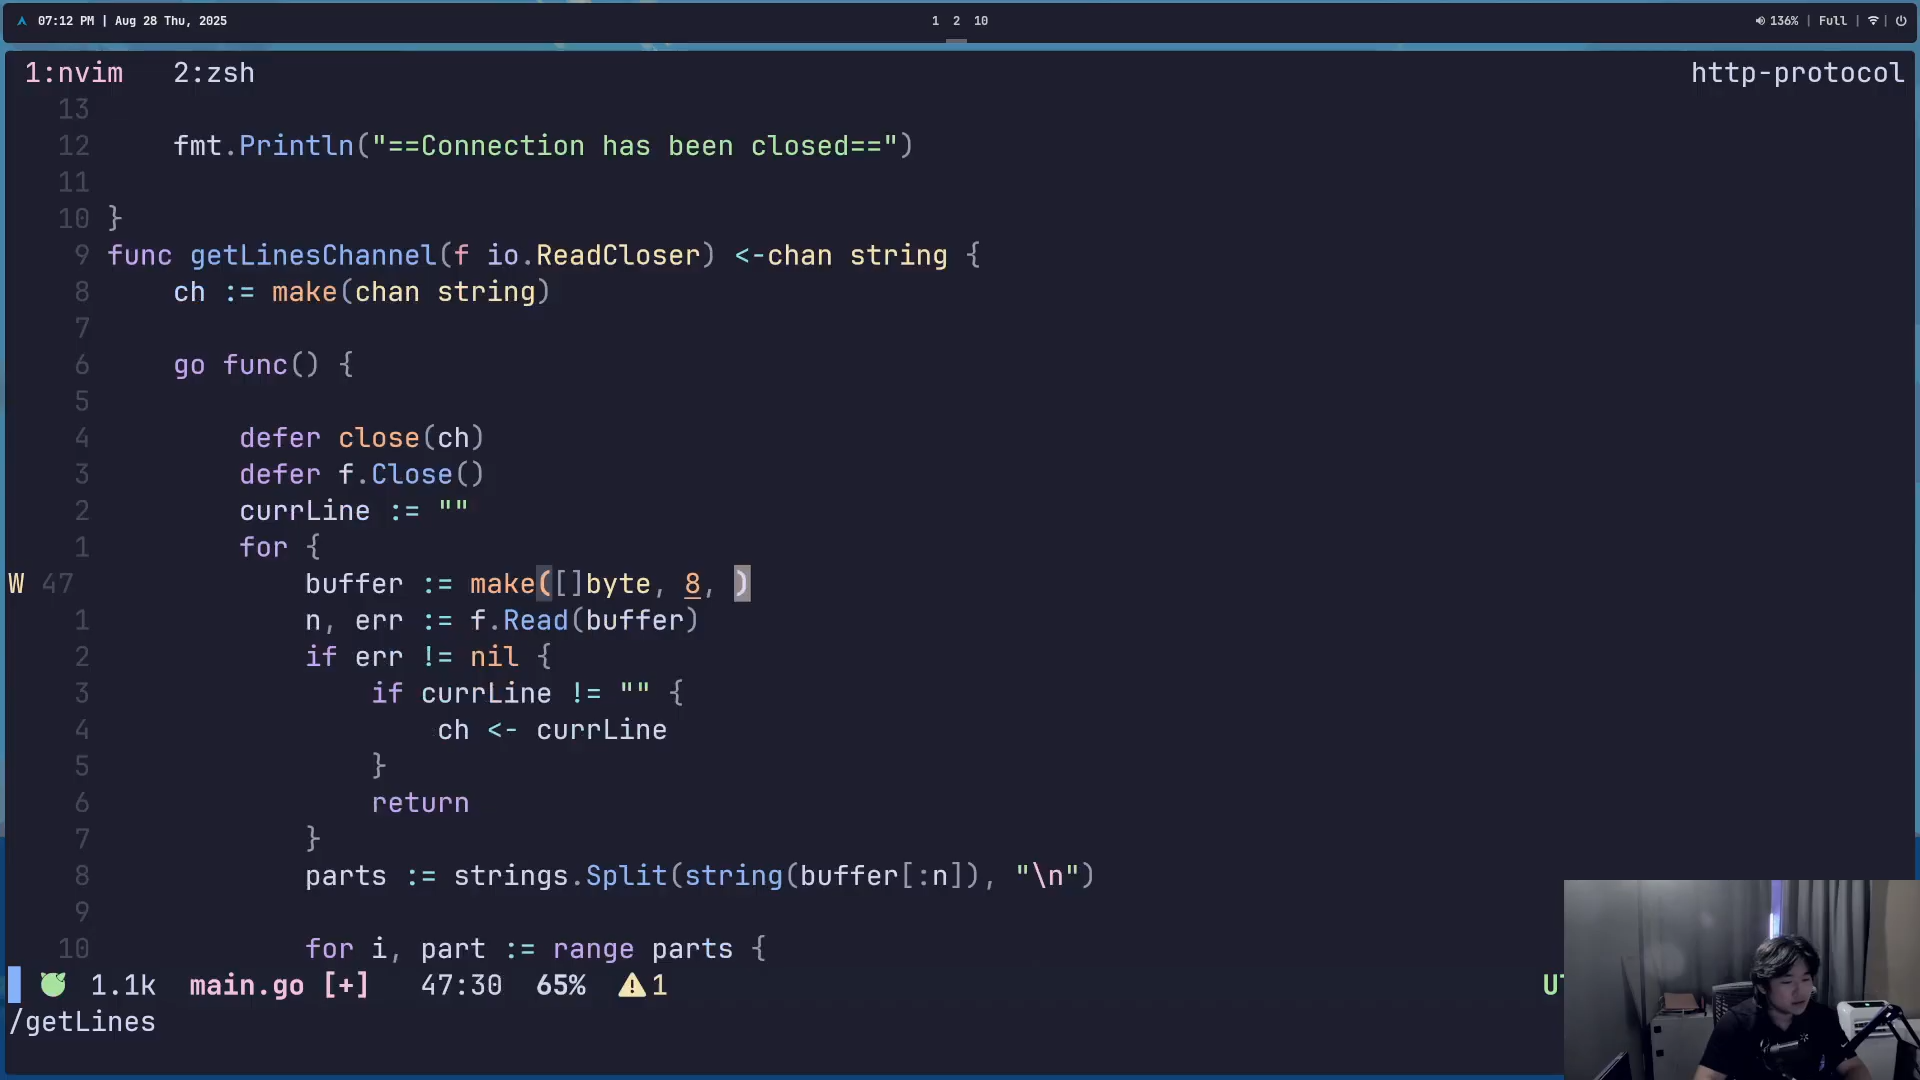 07:12 PM | Aug 28 Thu, 2025
1 2 10
136% | Full
1:nvim 2:zsh http-protocol
13
12 fmt.Println("==Connection has been closed==")
11
10 }
9 func getLinesChannel(f io.ReadCloser) <-chan string {
8 ch := make(chan string)
7
6 go func() {
5
4 defer close(ch)
3 defer f.Close()
2 currLine := ""
1 for {
W 47 buffer := make([]byte, 8, )
1 n, err := f.Read(buffer)
2 if err != nil {
3 if currLine != "" {
4 ch <- currLine
5 }
6 return
7 }
8 parts := strings.Split(string(buffer[:n]), "\n")
9
10 for i, part := range parts {
1.1k main.go [+] 47:30 65% 1
/getLines